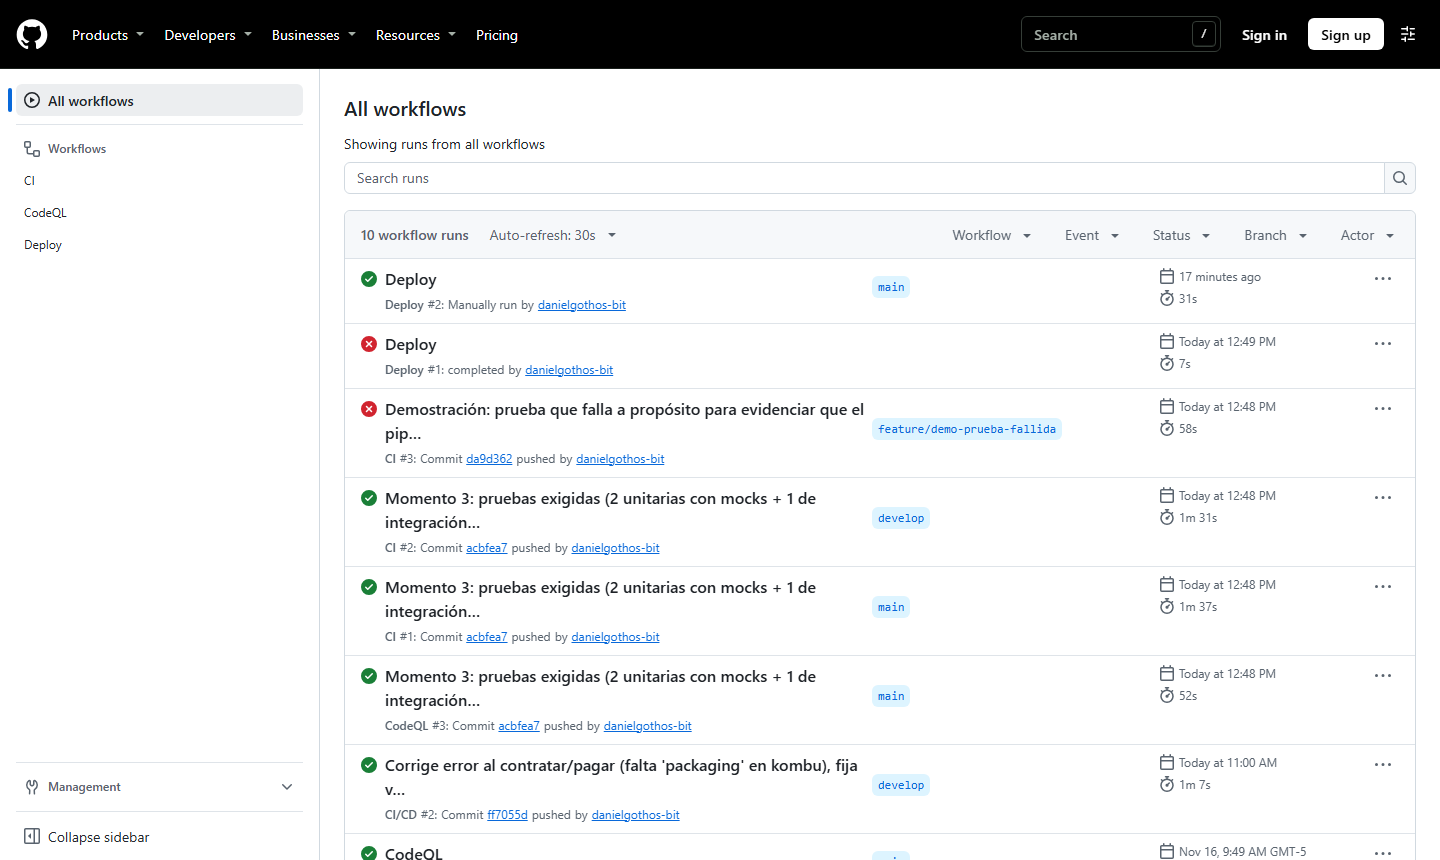 Products Developers Businesses Resources Pricing Search / Sign in Sign up
All workflows
Workflows
CI
CodeQL
Deploy
Management
Collapse sidebar
All workflows
Showing runs from all workflows
Search runs
10 workflow runs Auto-refresh: 30s Workflow Event Status Branch Actor
Deploy
Deploy #2: Manually run by danielgothos-bit
main
17 minutes ago
31s
Deploy
Deploy #1: completed by danielgothos-bit
Today at 12:49 PM
7s
Demostración: prueba que falla a propósito para evidenciar que el
pip...
CI #3: Commit da9d362 pushed by danielgothos-bit
feature/demo-prueba-fallida
Today at 12:48 PM
58s
Momento 3: pruebas exigidas (2 unitarias con mocks + 1 de
integración...
CI #2: Commit acbfea7 pushed by danielgothos-bit
develop
Today at 12:48 PM
1m 31s
Momento 3: pruebas exigidas (2 unitarias con mocks + 1 de
integración...
CI #1: Commit acbfea7 pushed by danielgothos-bit
main
Today at 12:48 PM
1m 37s
Momento 3: pruebas exigidas (2 unitarias con mocks + 1 de
integración...
CodeQL #3: Commit acbfea7 pushed by danielgothos-bit
main
Today at 12:48 PM
52s
Corrige error al contratar/pagar (falta 'packaging' en kombu), fija
v...
CI/CD #2: Commit ff7055d pushed by danielgothos-bit
develop
Today at 11:00 AM
1m 7s
CodeQL
Nov 16, 9:49 AM GMT-5